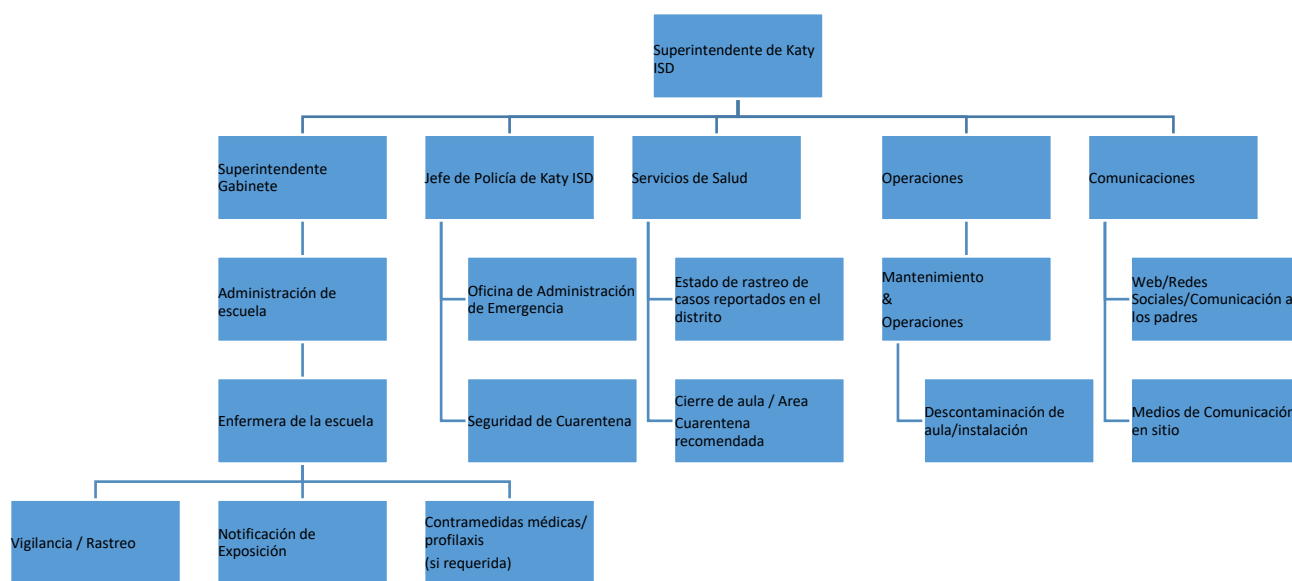 Superintendente de Katy
ISD
Superintendente
Gabinete
Jefe de Policía de Katy ISD
Servicios de Salud
Operaciones
Comunicaciones
Administración de
escuela
Oficina de Administración
de Emergencia
Estado de rastreo de
casos reportados en el
distrito
Mantenimiento
&
Operaciones
Web/Redes
Sociales/Comunicación a
los padres
Enfermera de la escuela
Seguridad de Cuarentena
Cierre de aula / Area
Cuarentena
recomendada
Descontaminación de
aula/instalación
Medios de Comunicación
en sitio
Vigilancia / Rastreo
Notificación de
Exposición
Contramedidas médicas/
profilaxis
(si requerida)